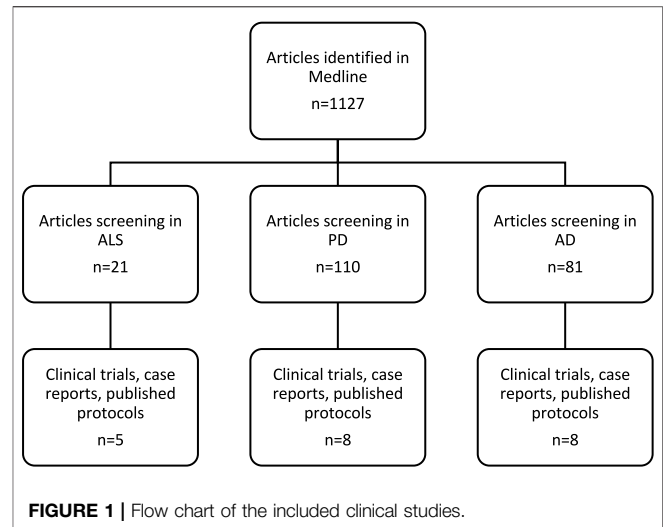 Articles identified in
Medline
n=1127
Articles screening in
ALS
n=21
Articles screening in
PD
n=110
Articles screening in
AD
n=81
Clinical trials, case
reports, published
protocols
n=5
Clinical trials, case
reports, published
protocols
n=8
Clinical trials, case
reports, published
protocols
n=8
FIGURE 1 | Flow chart of the included clinical studies.